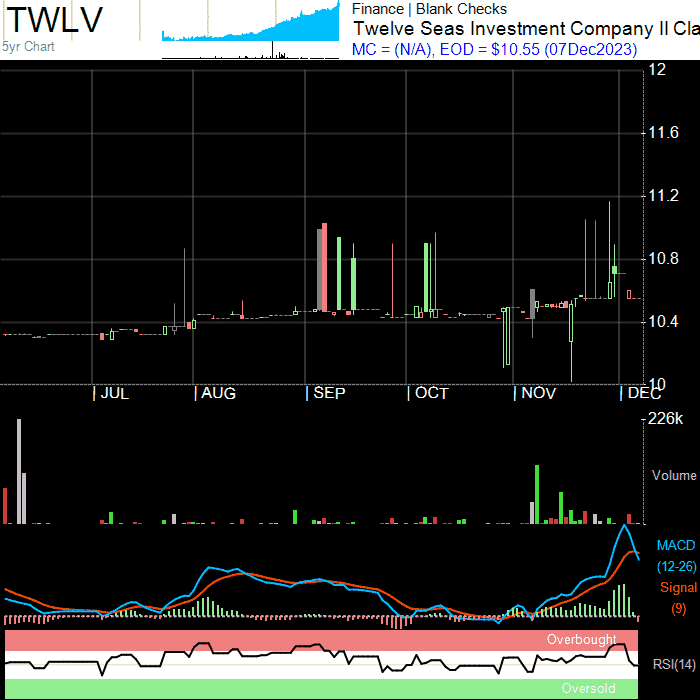 TWLV
5yr Chart
Finance | Blank Checks
Twelve Seas Investment Company II Cla
MC = (N/A), EOD = $10.55 (07Dec2023)
12
11.6
11.2
10.8
10.4
10
JUL
AUG
SEP
OCT
NOV
DEC
226k
Volume
MACD
(12-26)
Signal
(9)
Overbought
RSI(14)
Oversold